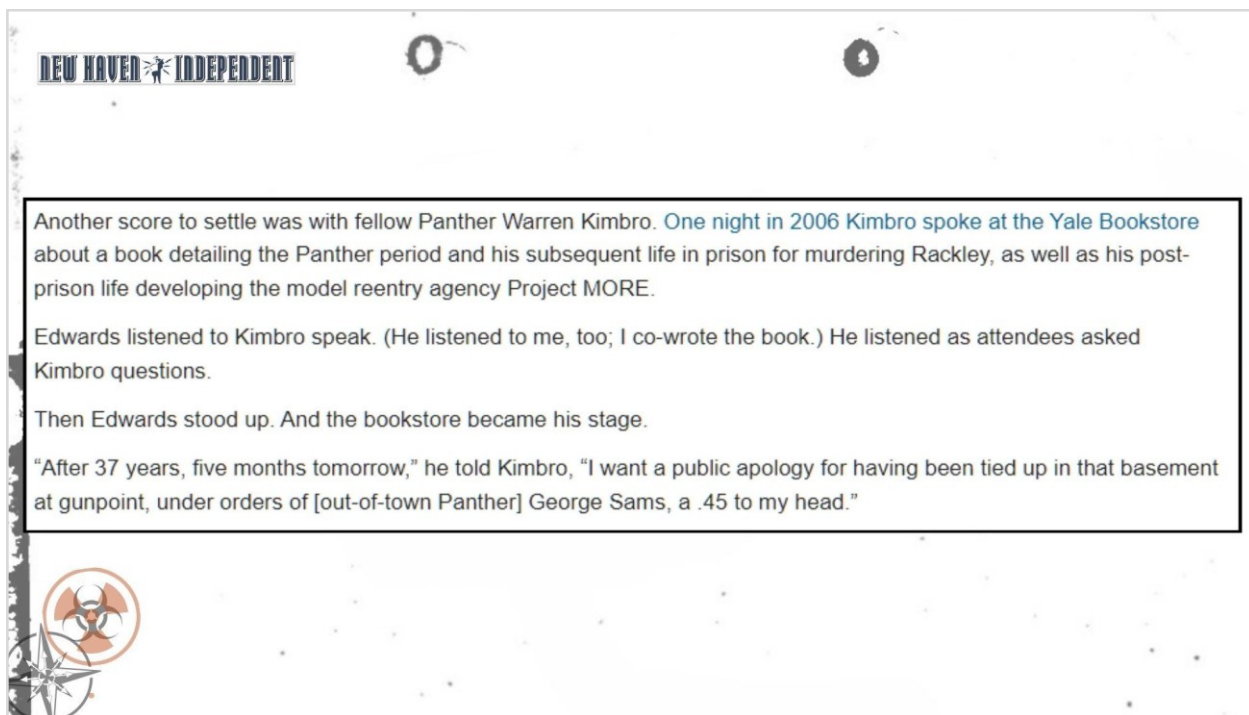 NEW HAVEN INDEPENDENT
Another score to settle was with fellow Panther Warren Kimbro. One night in 2006 Kimbro spoke at the Yale Bookstore
about a book detailing the Panther period and his subsequent life in prison for murdering Rackley, as well as his post-
prison life developing the model reentry agency Project MORE.
Edwards listened to Kimbro speak. (He listened to me, too; I co-wrote the book.) He listened as attendees asked
Kimbro questions.
Then Edwards stood up. And the bookstore became his stage.
“After 37 years, five months tomorrow,” he told Kimbro, “I want a public apology for having been tied up in that basement
at gunpoint, under orders of [out-of-town Panther] George Sams, a .45 to my head.”